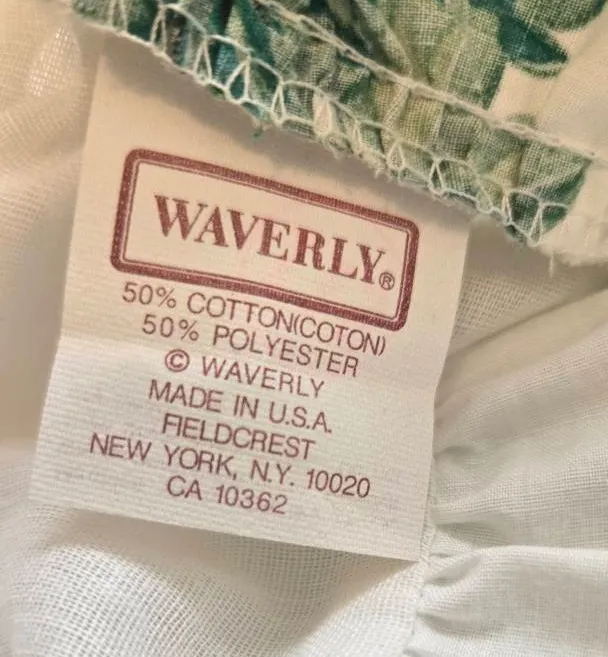 WAVERLY®
50% COTTON(COTON)
50% POLYESTER
© WAVERLY
MADE IN U.S.A.
FIELDCREST
NEW YORK, N.Y. 10020
CA 10362